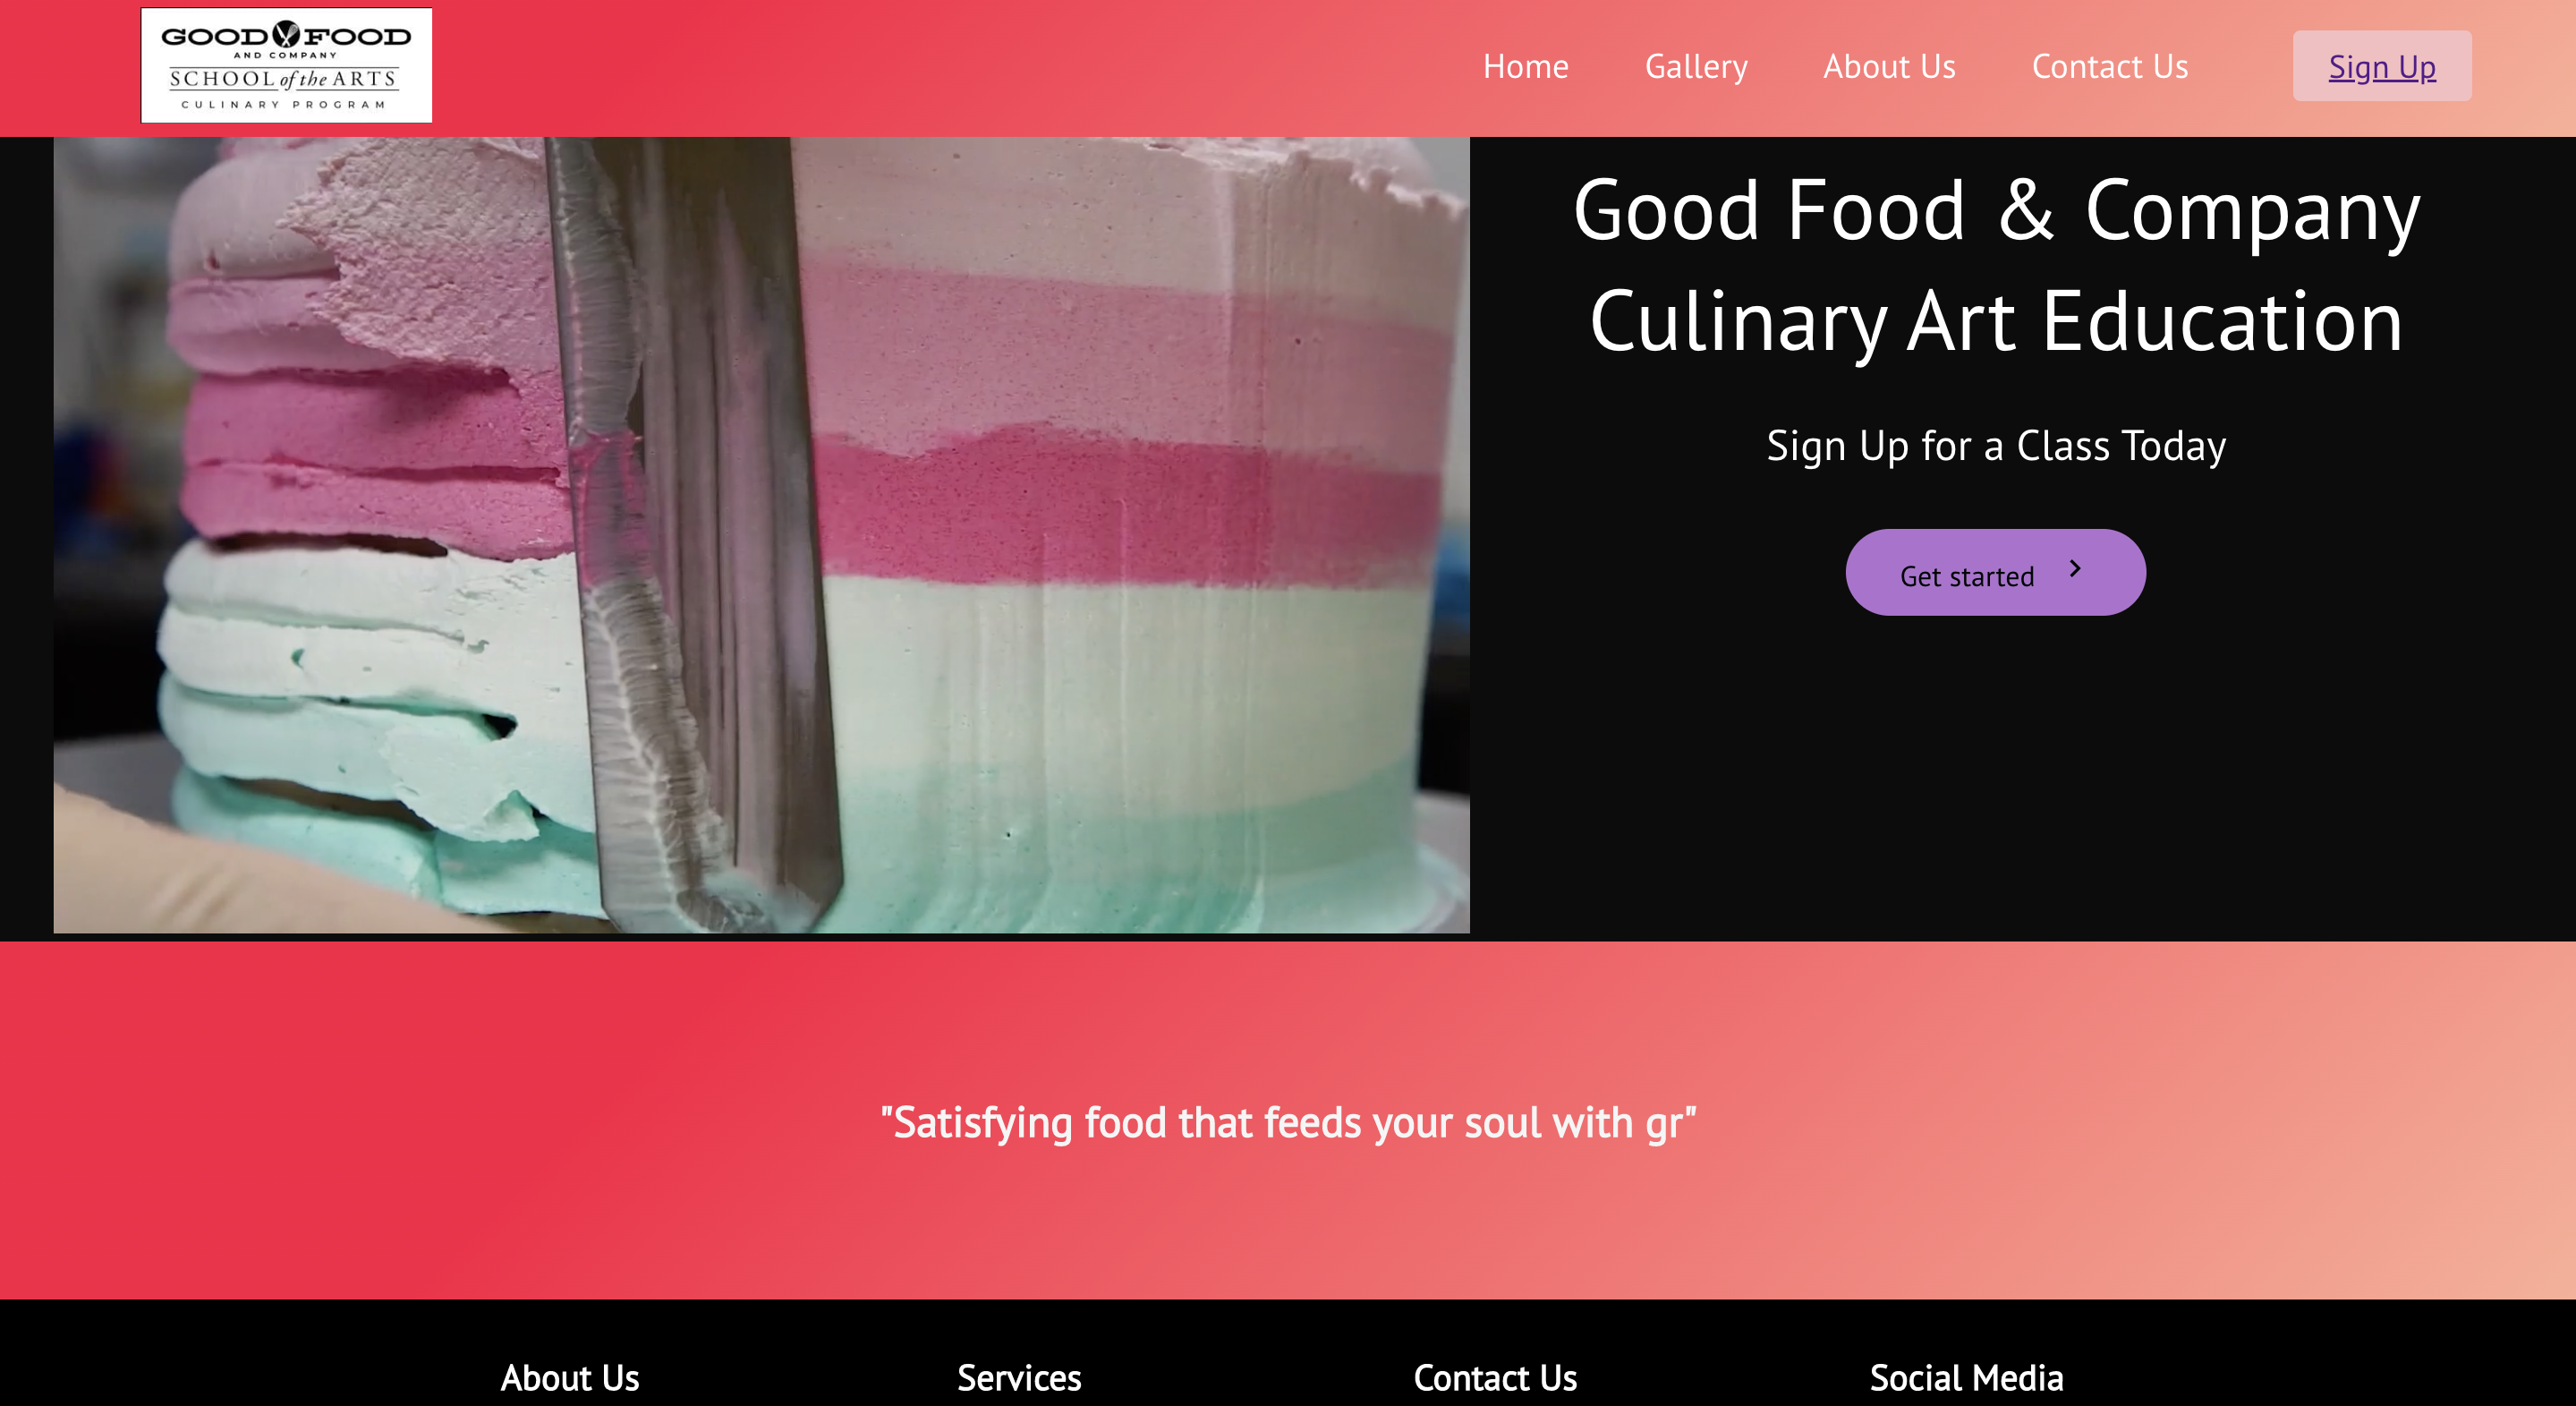 GOOD FOOD
AND COMPANY
SCHOOL of the ARTS
CULINARY PROGRAM
Home
Gallery
About Us
Contact Us
Sign Up
Good Food & Company
Culinary Art Education
Sign Up for a Class Today
Get started
"Satisfying food that feeds your soul with gr"
About Us
Services
Contact Us
Social Media